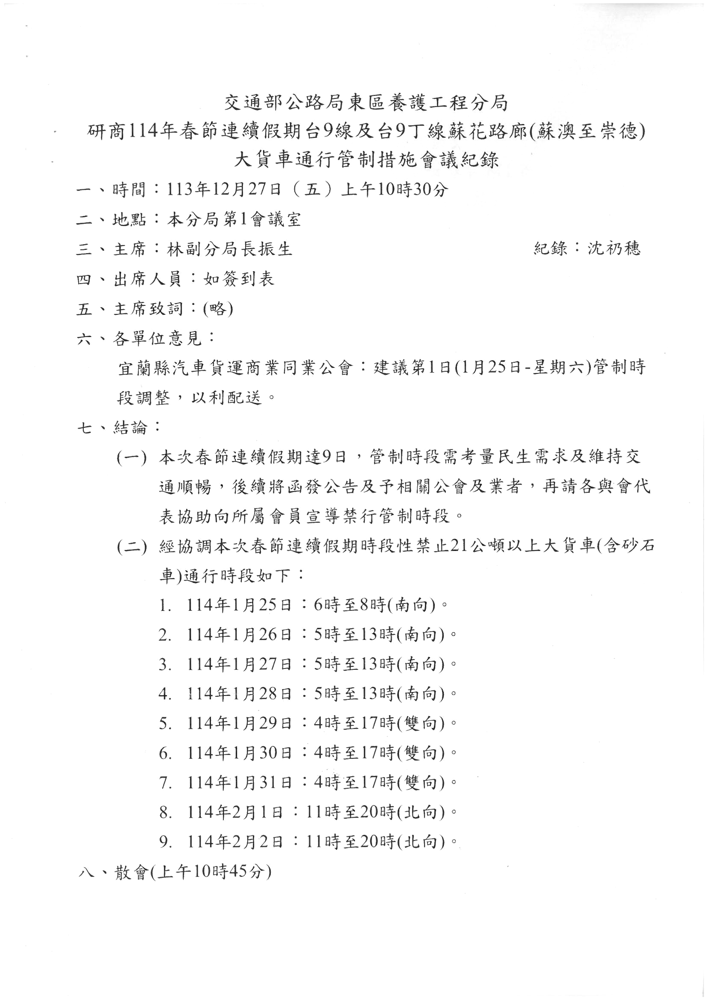 交通部公路局東區養護工程分局
研商114年春節連續假期台9線及台9丁線蘇花路廊(蘇澳至崇德)
大貨車通行管制措施會議紀錄
一、時間：113年12月27日（五）上午10時30分
二、地點：本分局第1會議室
三、主席：林副分局長振生 紀錄：沈礽穗
四、出席人員：如簽到表
五、主席致詞：(略)
六、各單位意見：
宜蘭縣汽車貨運商業同業公會：建議第1日(1月25日-星期六)管制時
段調整，以利配送。
七、結論：
(一) 本次春節連續假期達9日，管制時段需考量民生需求及維持交
通順暢，後續將函發公告及予相關公會及業者，再請各與會代
表協助向所屬會員宣導禁行管制時段。
(二) 經協調本次春節連續假期時段性禁止21公噸以上大貨車(含砂石
車)通行時段如下：
1. 114年1月25日：6時至8時(南向)。
2. 114年1月26日：5時至13時(南向)。
3. 114年1月27日：5時至13時(南向)。
4. 114年1月28日：5時至13時(南向)。
5. 114年1月29日：4時至17時(雙向)。
6. 114年1月30日：4時至17時(雙向)。
7. 114年1月31日：4時至17時(雙向)。
8. 114年2月1日：11時至20時(北向)。
9. 114年2月2日：11時至20時(北向)。
八、散會(上午10時45分)